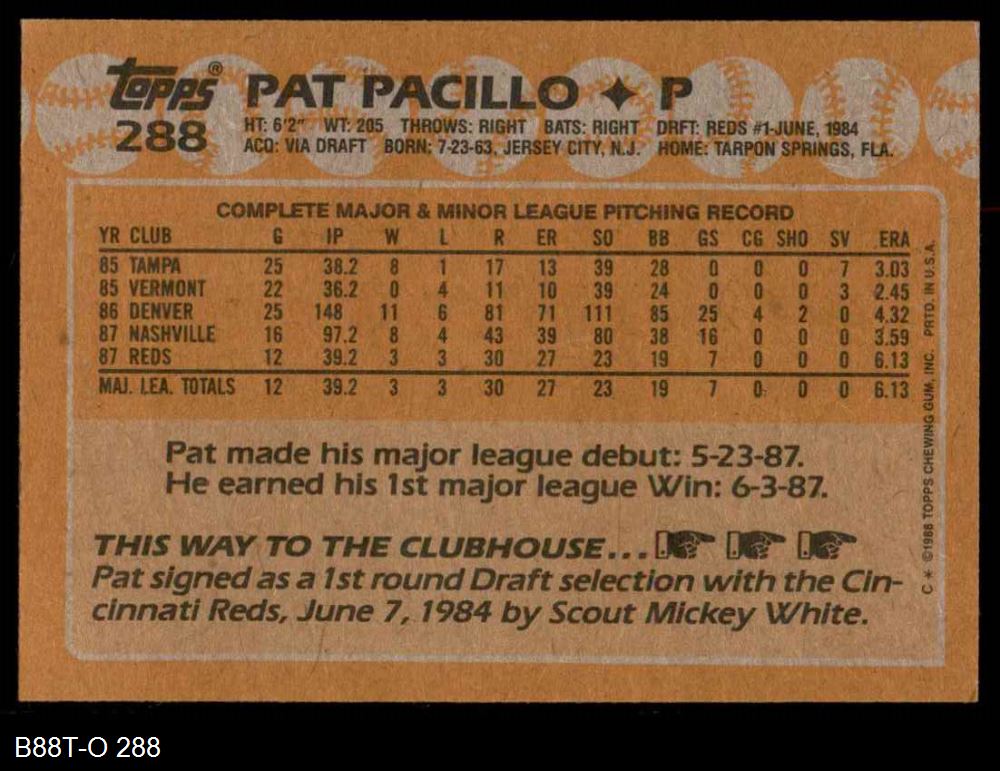 topps® PAT PACILLO ✦ P
288
HT: 6'2" WT: 205 THROWS: RIGHT BATS: RIGHT DRFT: REDS #1-JUNE, 1984
ACQ: VIA DRAFT BORN: 7-23-63, JERSEY CITY, N.J. HOME: TARPON SPRINGS, FLA.
COMPLETE MAJOR & MINOR LEAGUE PITCHING RECORD
YR CLUB G IP W L R ER SO BB GS CG SHO SV ERA
85 TAMPA 25 38.2 8 1 17 13 39 28 0 0 0 7 3.03
85 VERMONT 22 36.2 0 4 11 10 39 24 0 0 0 3 2.45
86 DENVER 25 148 11 6 81 71 111 85 25 4 2 0 4.32
87 NASHVILLE 16 97.2 8 4 43 39 80 38 16 0 0 0 3.59
87 REDS 12 39.2 3 3 30 27 23 19 7 0 0 0 6.13
MAJ. LEA. TOTALS 12 39.2 3 3 30 27 23 19 7 0 0 0 6.13
Pat made his major league debut: 5-23-87.
He earned his 1st major league Win: 6-3-87.
THIS WAY TO THE CLUBHOUSE...
Pat signed as a 1st round Draft selection with the Cin-
cinnati Reds, June 7, 1984 by Scout Mickey White.
C * ©1988 TOPPS CHEWING GUM, INC. PRTD. IN U.S.A.
B88T-O 288